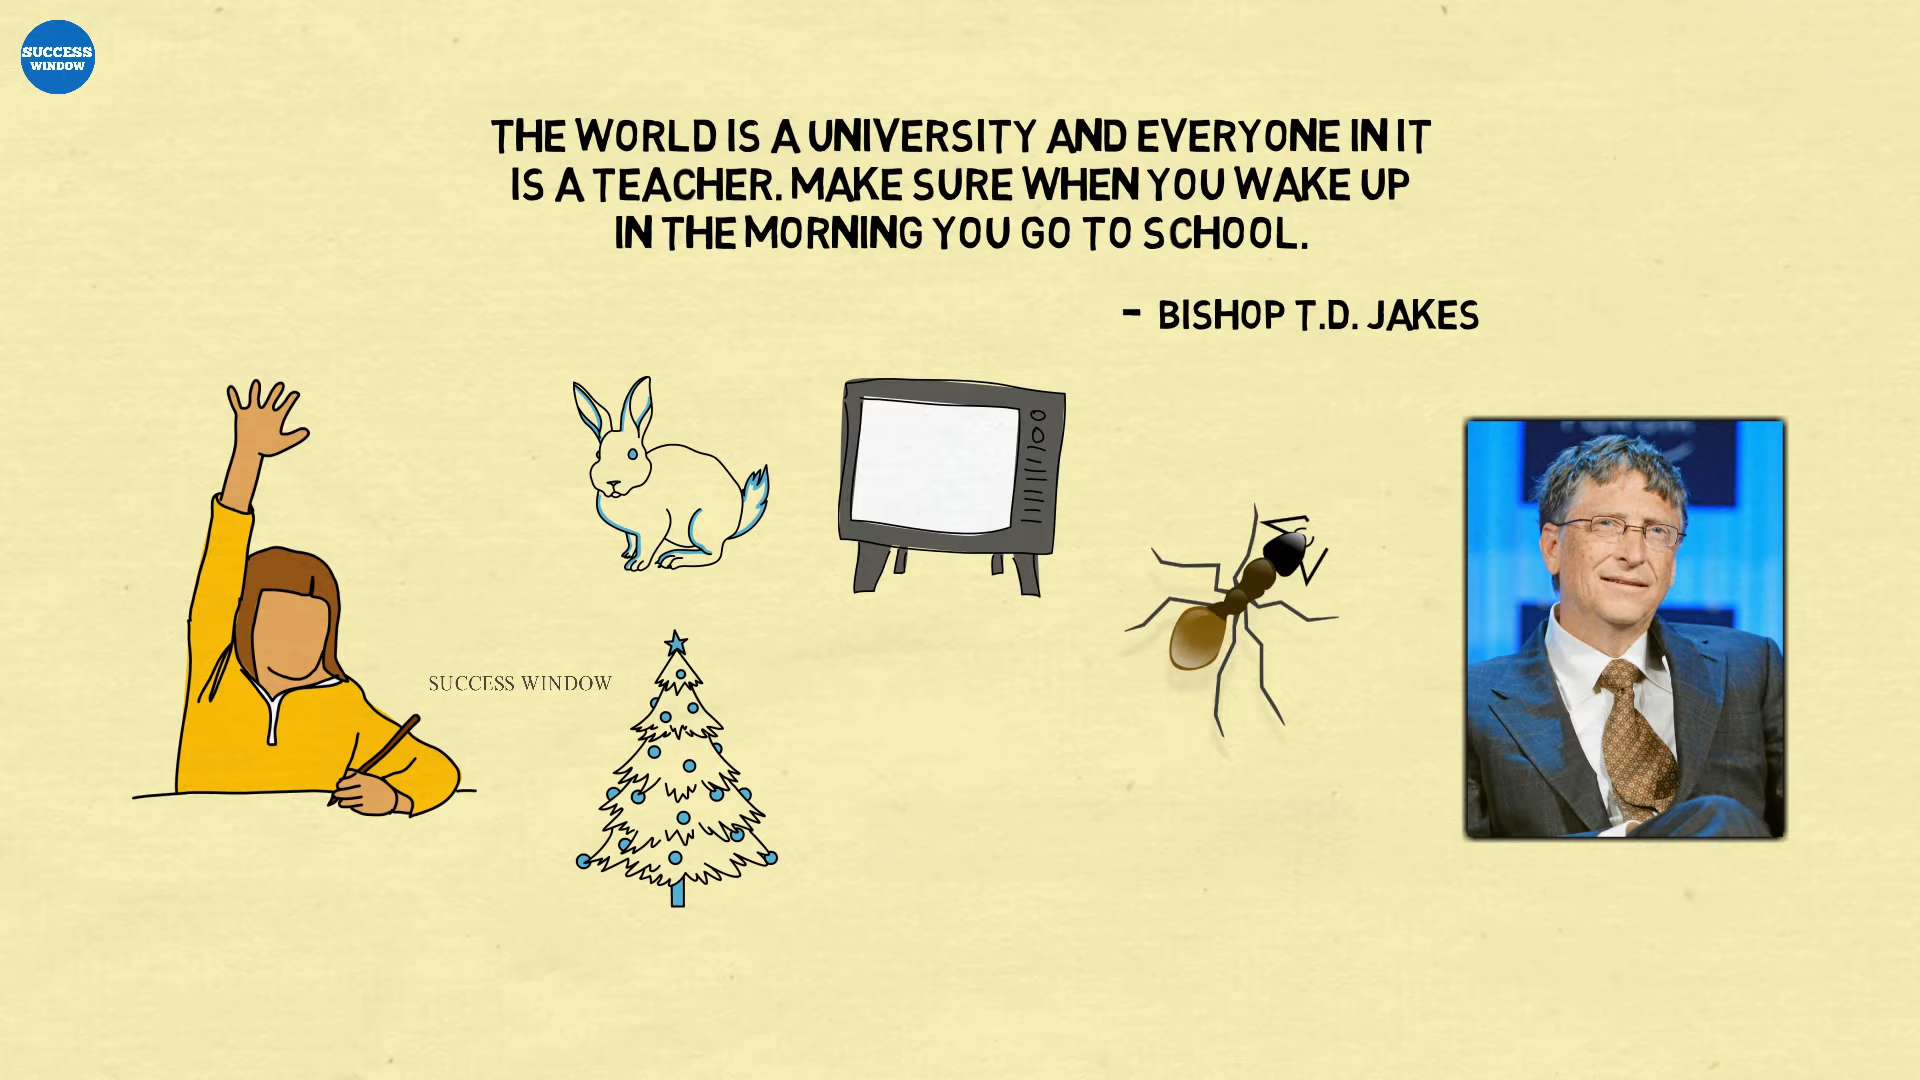 SUCCESS
WINDOW
THE WORLD IS A UNIVERSITY AND EVERYONE IN IT
IS A TEACHER. MAKE SURE WHEN YOU WAKE UP
IN THE MORNING YOU GO TO SCHOOL.
- BISHOP T.D. JAKES
SUCCESS WINDOW